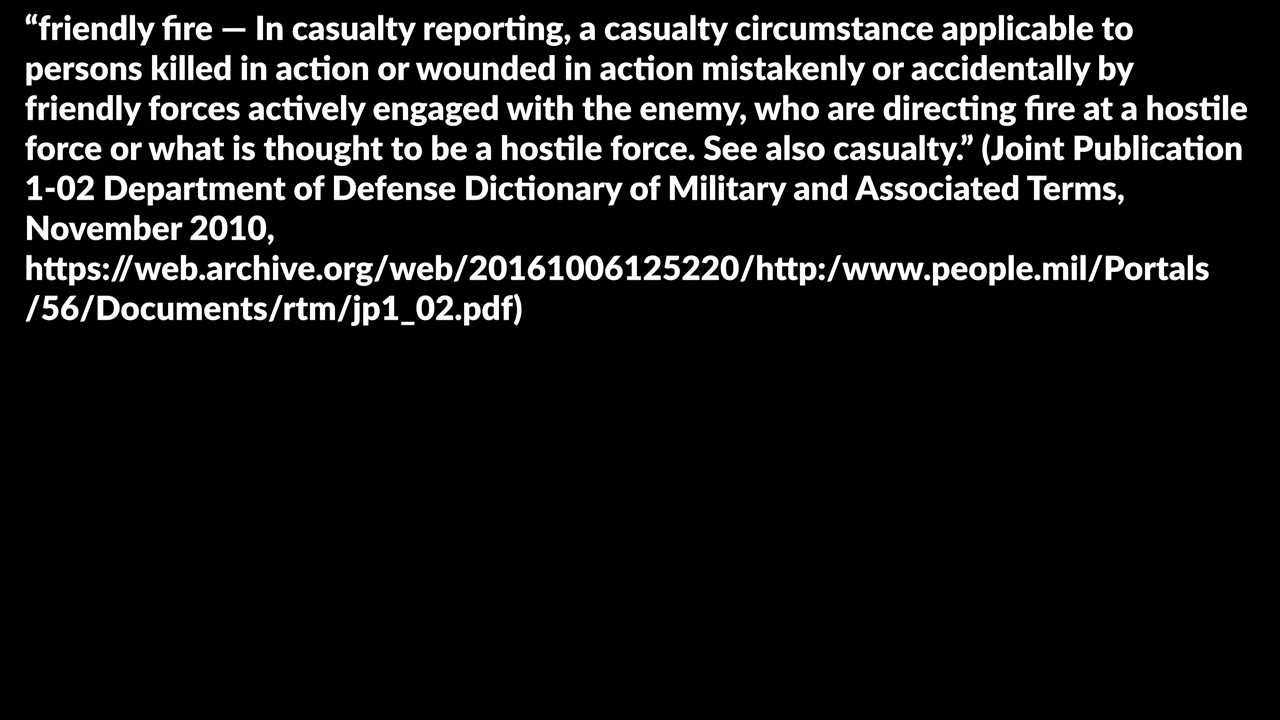 “friendly fire — In casualty reporting, a casualty circumstance applicable to
persons killed in action or wounded in action mistakenly or accidentally by
friendly forces actively engaged with the enemy, who are directing fire at a hostile
force or what is thought to be a hostile force. See also casualty.” (Joint Publication
1-02 Department of Defense Dictionary of Military and Associated Terms,
November 2010,
https://web.archive.org/web/20161006125220/http:/www.people.mil/Portals
/56/Documents/rtm/jp1_02.pdf)